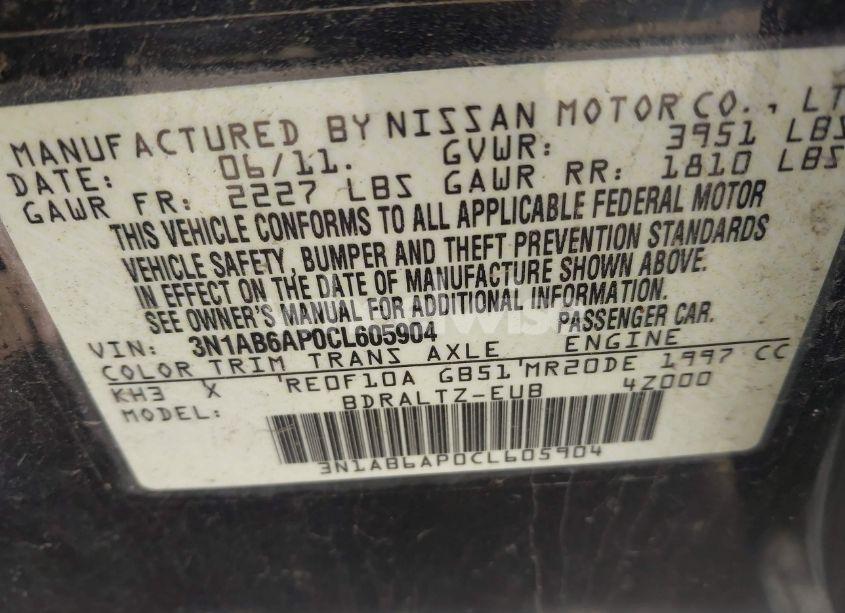 MANUFACTURED BY NISSAN MOTOR CO., LT
DATE: 06/11. GVWR: 3951 LBS
GAWR FR: 2227 LBS GAWR RR: 1810 LBS
THIS VEHICLE CONFORMS TO ALL APPLICABLE FEDERAL MOTOR
VEHICLE SAFETY, BUMPER AND THEFT PREVENTION STANDARDS
IN EFFECT ON THE DATE OF MANUFACTURE SHOWN ABOVE.
SEE OWNER'S MANUAL FOR ADDITIONAL INFORMATION.
VIN: 3N1AB6AP0CL605904 PASSENGER CAR.
COLOR TRIM TRANS AXLE ENGINE
KH3 X 'RE0F10A GB51 'MR20DE 1997 CC
MODEL: BDRALTZ-EUB 4Z000
3N1AB6AP0CL605904